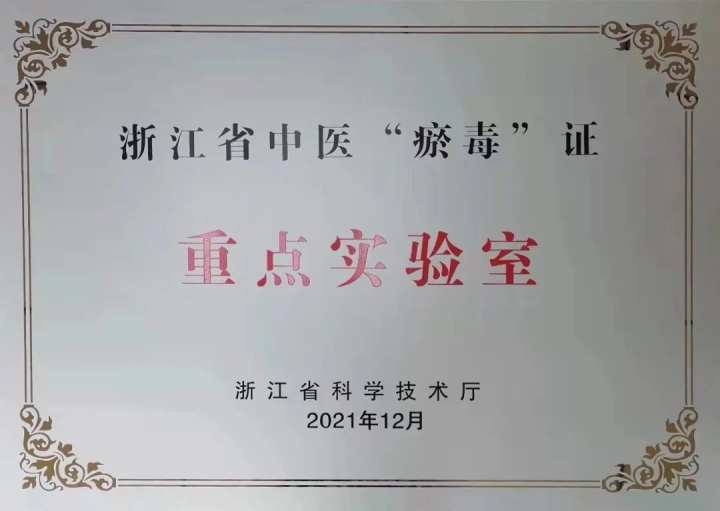 浙江省中医“瘀毒”证
重点实验室
浙江省科学技术厅
2021年12月